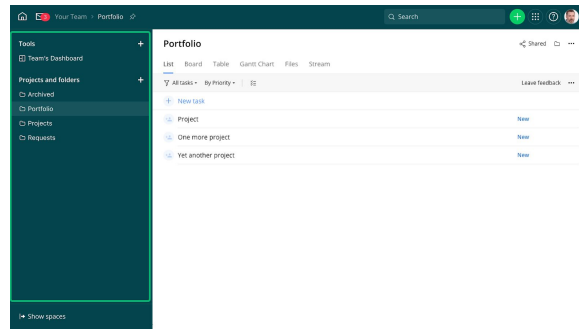 3 Your Team > Portfolio
Search
Tools +
Team's Dashboard
Projects and folders +
Archived
Portfolio
Projects
Requests
Show spaces
Portfolio
Shared
List Board Table Gantt Chart Files Stream
All tasks By Priority
Leave feedback
New task
Project New
One more project New
Yet another project New